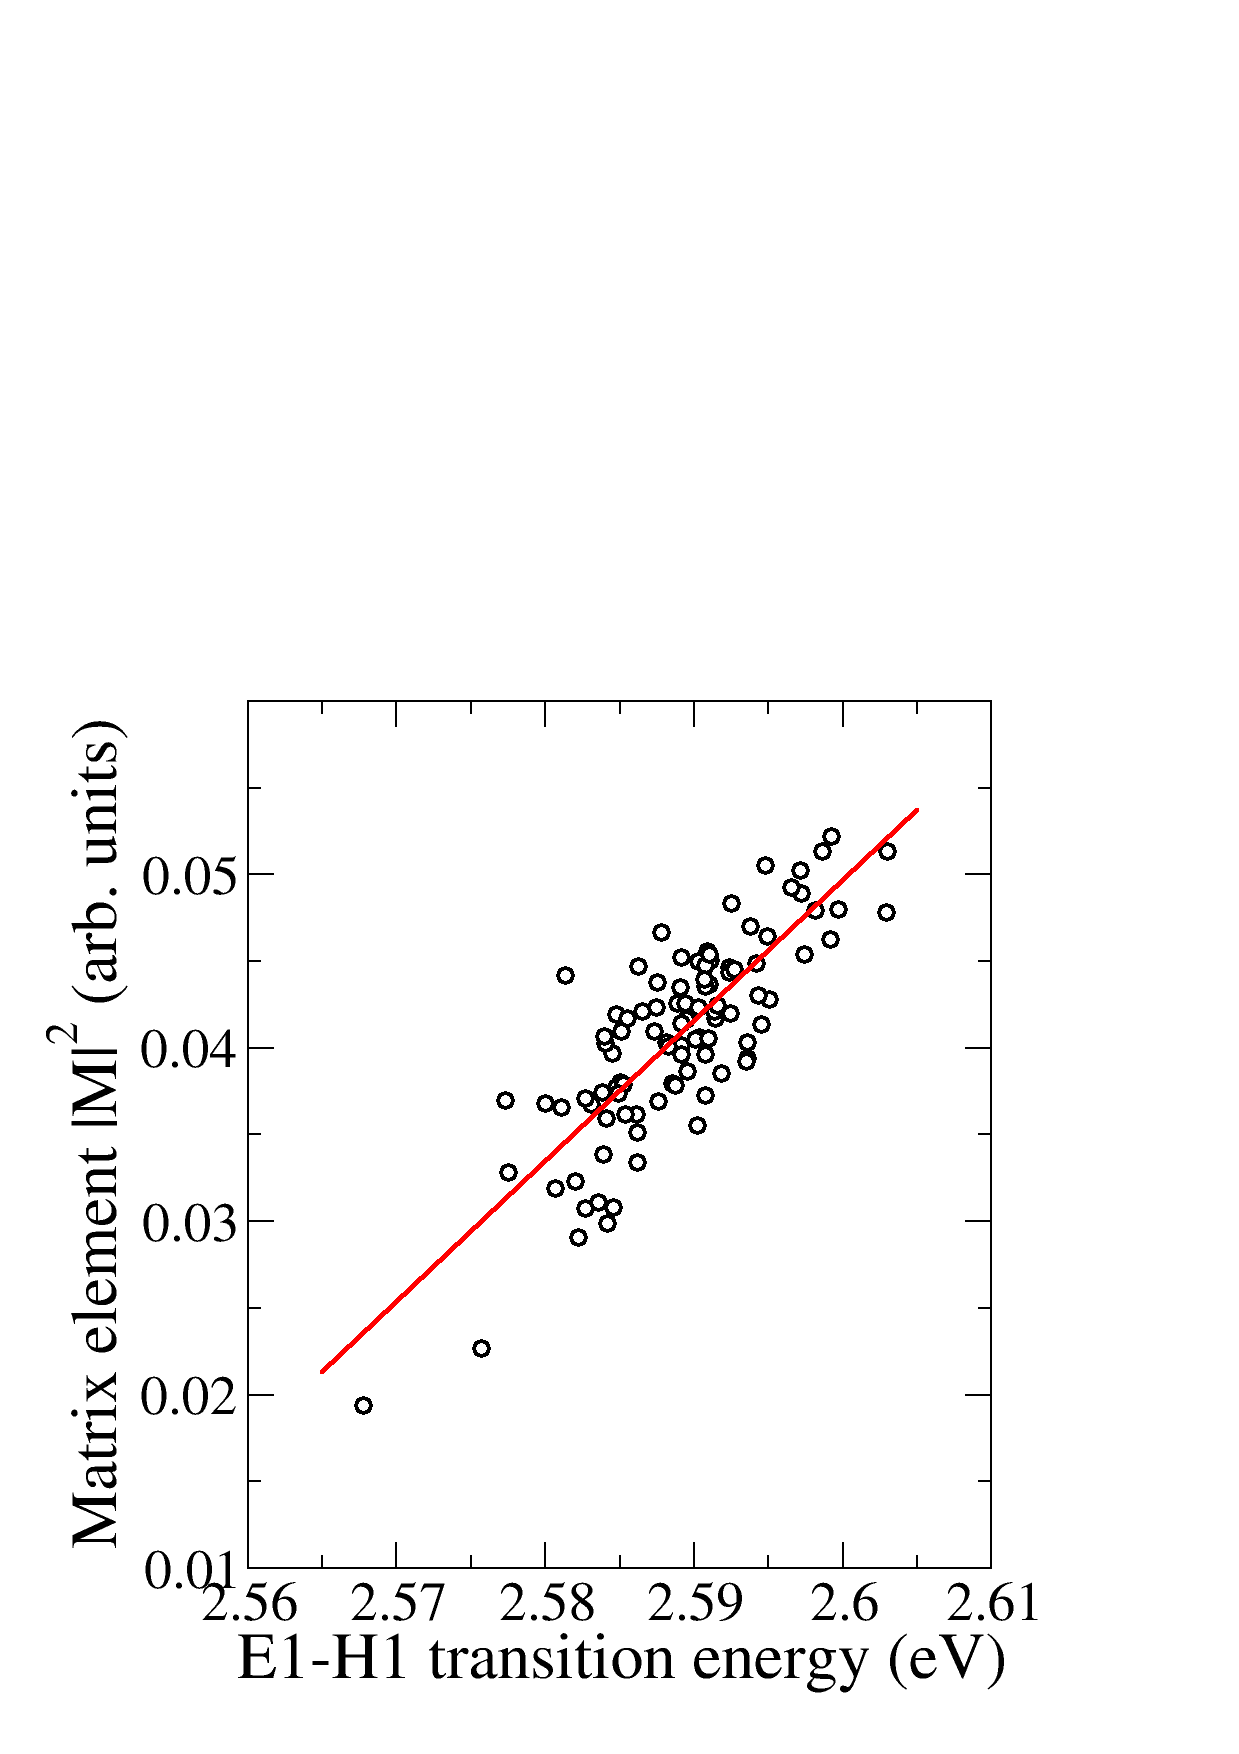 Matrix element |M|² (arb. units)
0.05
0.04
0.03
0.02
0.01
2.56 2.57 2.58 2.59 2.6 2.61
E1-H1 transition energy (eV)